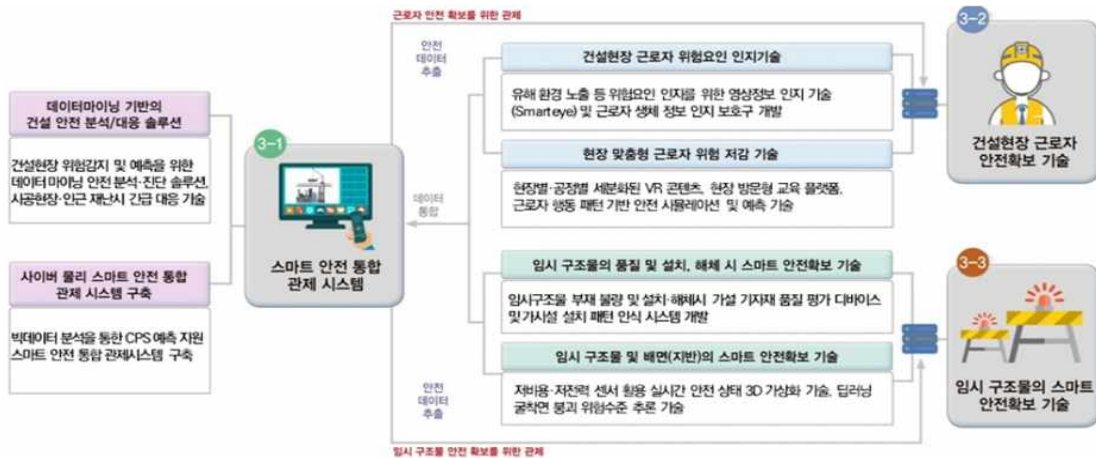 근로자 안전 확보를 위한 관제
3-2
안전
데이터
추출
건설현장 근로자 위험요인 인지기술
유해 환경 노출 등 위험요인 인지를 위한 영상정보 인지 기술
(Smarteye) 및 근로자 생체 정보 인지 보호구 개발
현장 맞춤형 근로자 위험 저감 기술
현장별·공정별 세분화된 VR 콘텐츠, 현장 방문형 교육 플랫폼,
근로자 행동 패턴 기반 안전 시뮬레이션 및 예측 기술
건설현장 근로자
안전확보 기술
데이터마이닝 기반의
건설 안전 분석/대응 솔루션
건설현장 위험감지 및 예측을 위한
데이터 마이닝 안전 분석·진단 솔루션,
시공현장·인근 재난시 긴급 대응 기술
3-1
스마트 안전 통합
관제 시스템
데이터
통합
사이버 물리 스마트 안전 통합
관제 시스템 구축
빅데이터 분석을 통한 CPS 예측 지원
스마트 안전 통합 관제시스템 구축
임시 구조물의 품질 및 설치, 해체 시 스마트 안전확보 기술
임시구조물 부재 불량 및 설치·해체시 가설 기자재 품질 평가 디바이스
및 가시설 설치 패턴 인식 시스템 개발
임시 구조물 및 배면(지반)의 스마트 안전확보 기술
저비용·저전력 센서 활용 실시간 안전 상태 3D 가상화 기술, 딥러닝
굴착면 붕괴 위험수준 추론 기술
3-3
임시 구조물의 스마트
안전확보 기술
안전
데이터
추출
임시 구조물 안전 확보를 위한 관제